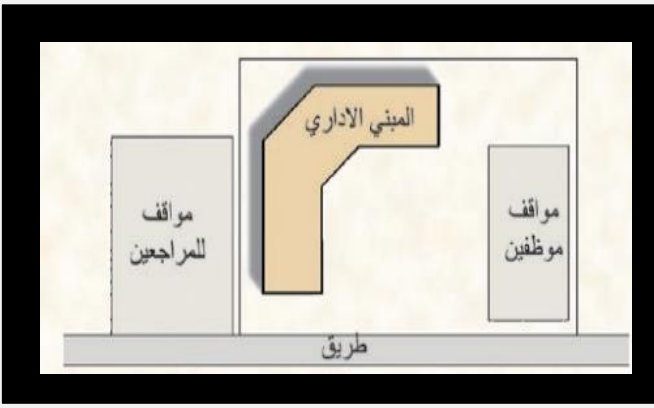 المبني الاداري
مواقف
للمراجعين
مواقف
موظفين
طريق